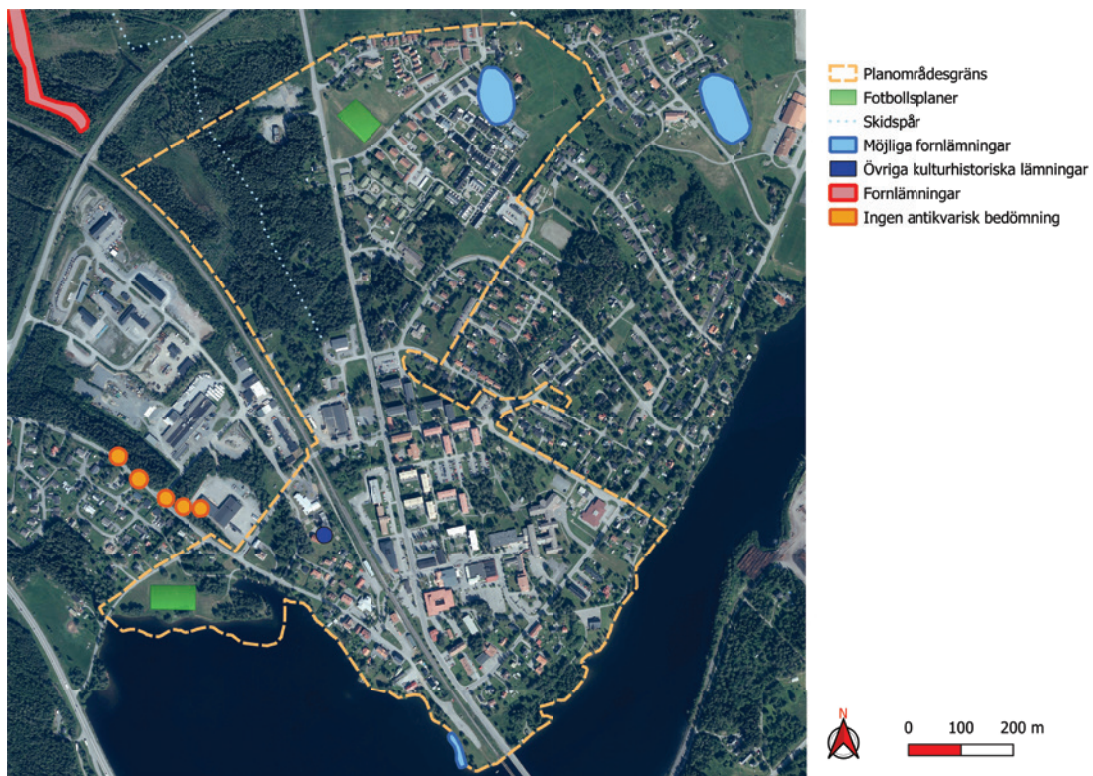 Planområdesgräns
Fotbollsplaner
Skidspår
Möjliga fornlämningar
Övriga kulturhistoriska lämningar
Fornlämningar
Ingen antikvarisk bedömning
N
0 100 200 m